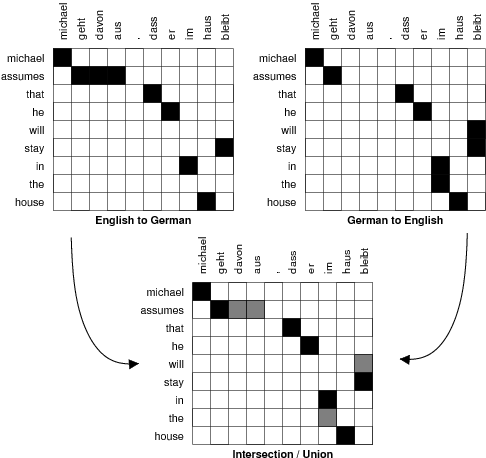 michael geht davon aus , dass er im haus bleibt
michael geht davon aus , dass er im haus bleibt
michael
assumes
that
he
will
stay
in
the
house
michael
assumes
that
he
will
stay
in
the
house
English to German
German to English
michael geht davon aus , dass er im haus bleibt
michael
assumes
that
he
will
stay
in
the
house
Intersection / Union